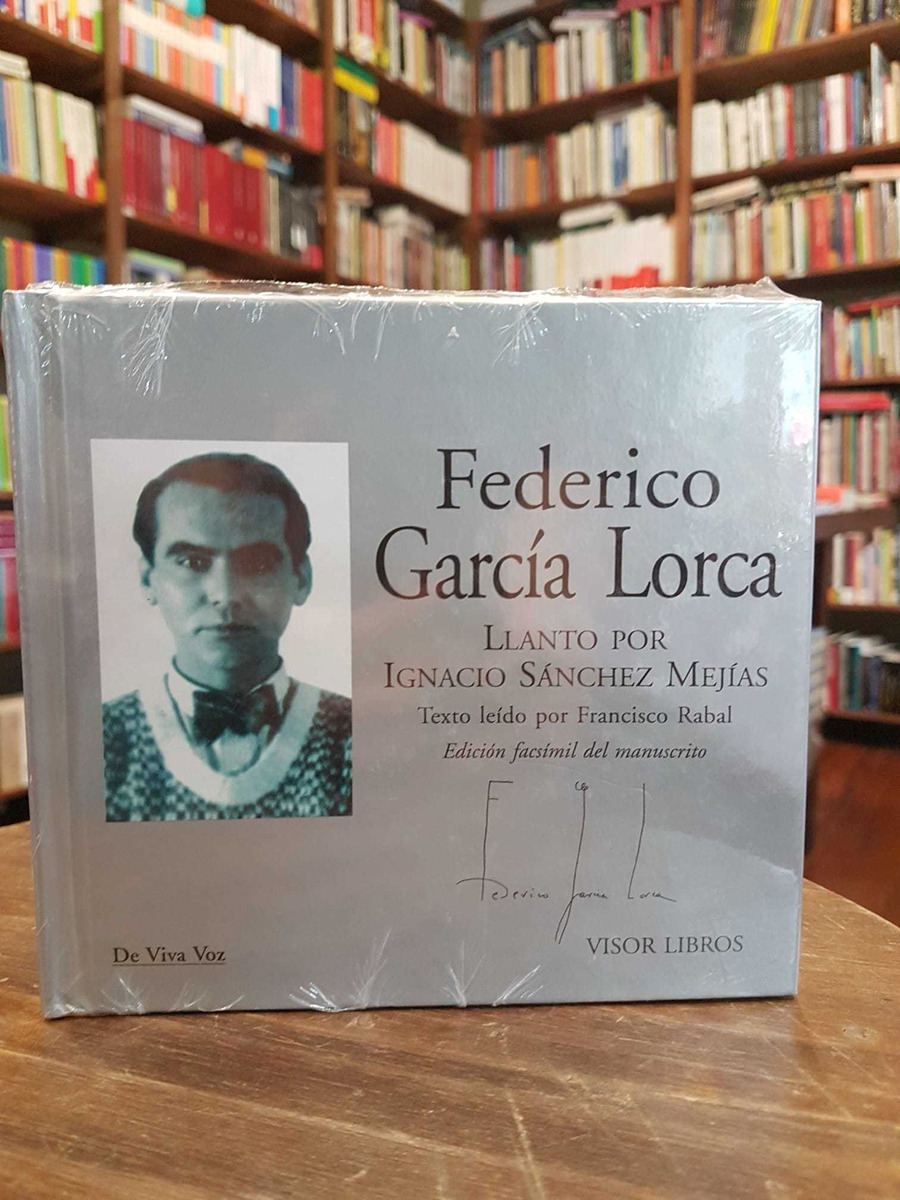 Federico
García Lorca
LLANTO POR
IGNACIO SÁNCHEZ MEJÍAS
Texto leído por Francisco Rabal
Edición facsímil del manuscrito
Federico García Lorca
De Viva Voz
VISOR LIBROS